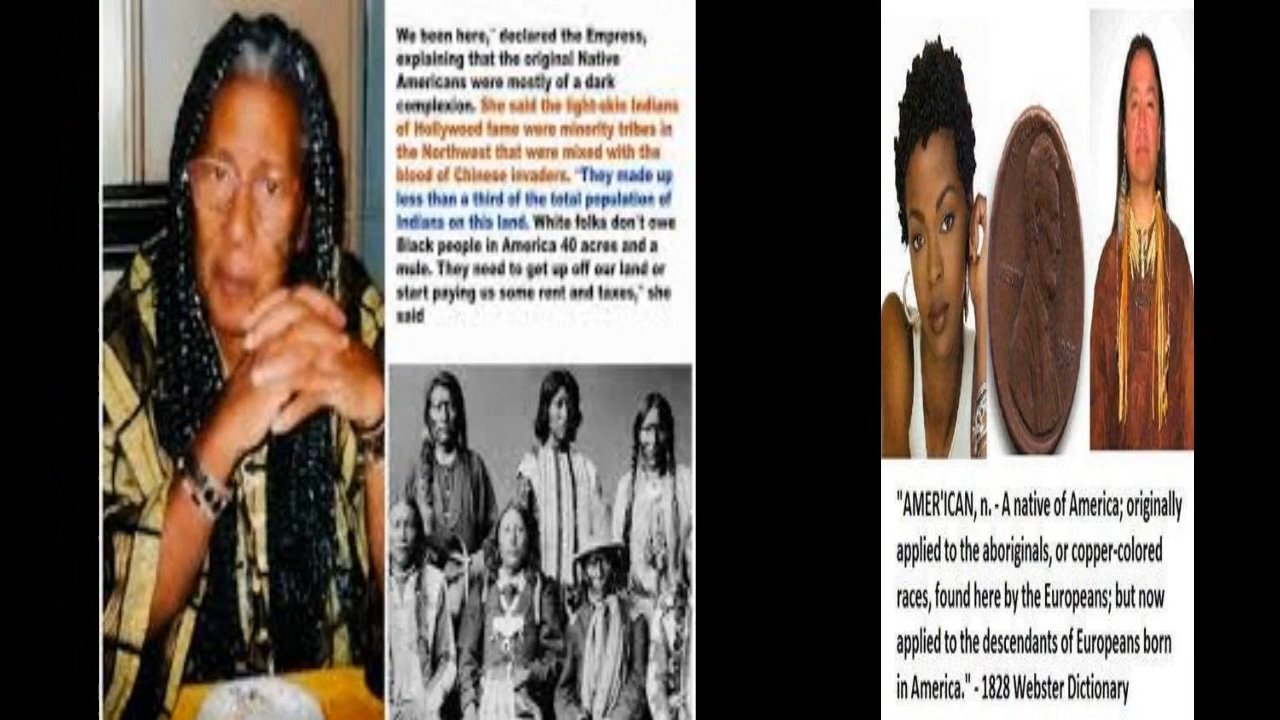 We been here," declared the Empress,
explaining that the original Native
Americans were mostly of a dark
complexion. She said the light-skin Indians
of Hollywood fame were minority tribes in
the Northwest that were mixed with the
blood of Chinese invaders. "They made up
less than a third of the total population of
Indians on this land. White folks don't owe
Black people in America 40 acres and a
mule. They need to get up off our land or
start paying us some rent and taxes," she
said
"AMER'ICAN, n. - A native of America; originally
applied to the aboriginals, or copper-colored
races, found here by the Europeans; but now
applied to the descendants of Europeans born
in America." - 1828 Webster Dictionary